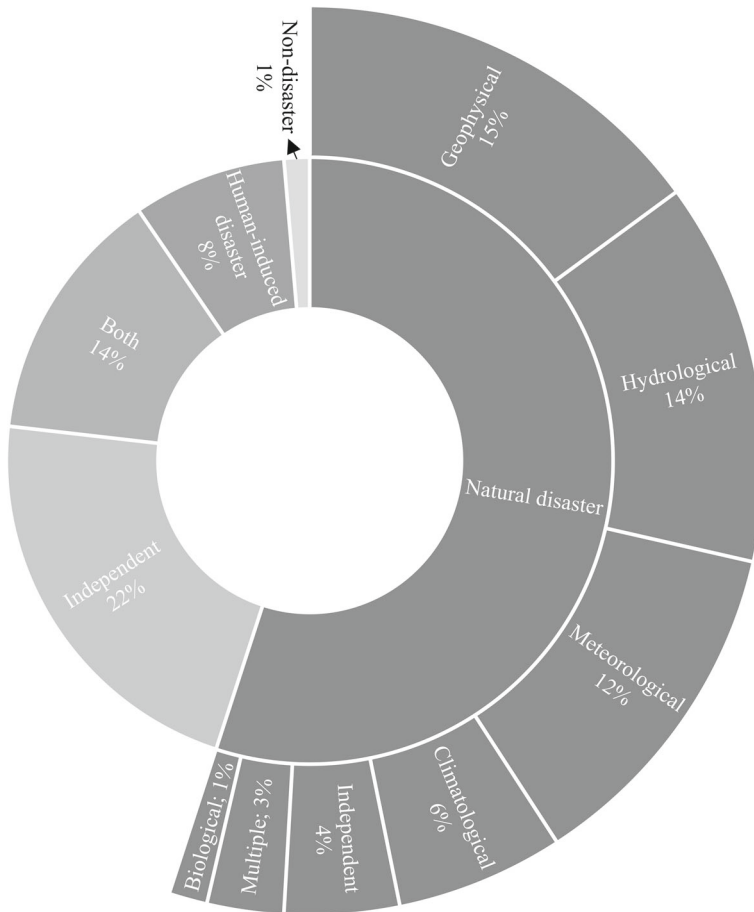 Non-disaster
1%
Geophysical
15%
Human-induced
disaster
8%
Both
14%
Hydrological
14%
Natural disaster
Independent
22%
Meteorological
12%
Climatological
6%
Independent
4%
Multiple; 3%
Biological; 1%